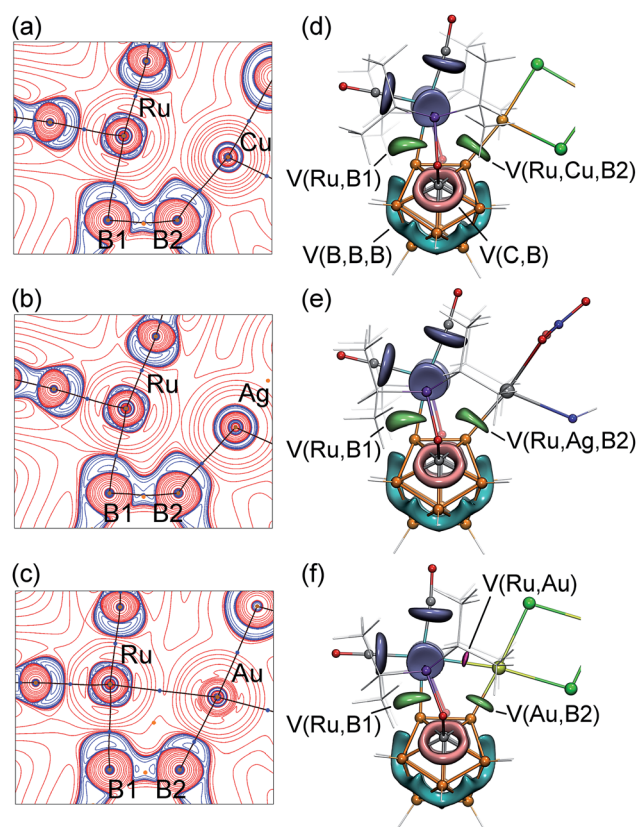 (a)
Ru
Cu
B1 B2
(d)
V(Ru,B1)
V(Ru,Cu,B2)
V(B,B,B)
V(C,B)
(b)
Ru
Ag
B1 B2
(e)
V(Ru,B1)
V(Ru,Ag,B2)
(c)
Ru
Au
B1 B2
(f)
V(Ru,Au)
V(Ru,B1)
V(Au,B2)